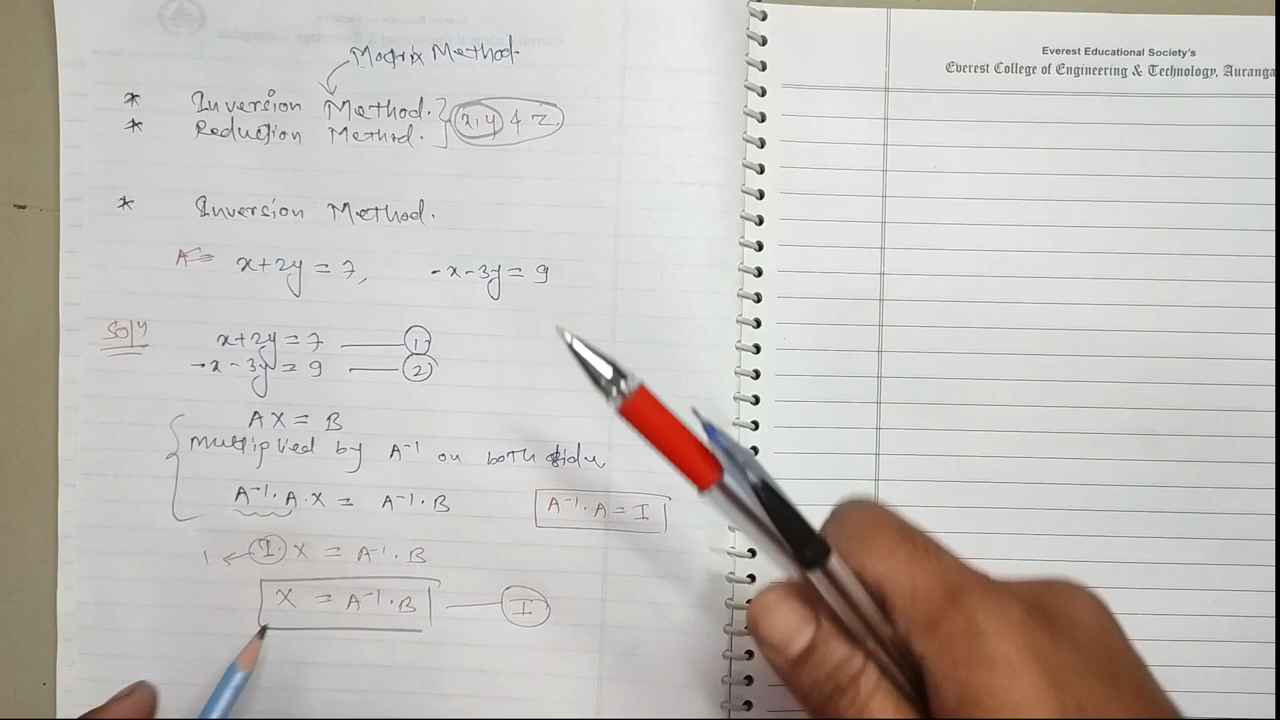 Matrix Method.
* Inversion Method. } x, y & z.
* Reduction Method.
* Inversion Method.
A= x+2y = 7, -x-3y = 9
Soln
x+2y = 7 —— 1
-x-3y = 9 —— 2
AX = B
Multiplied by A⁻¹ on both side
A⁻¹.A.X = A⁻¹.B
A⁻¹.A = I
1 ← I. X = A⁻¹.B
X = A⁻¹.B —— I
Everest Educational Society's
Everest College of Engineering & Technology, Auranga